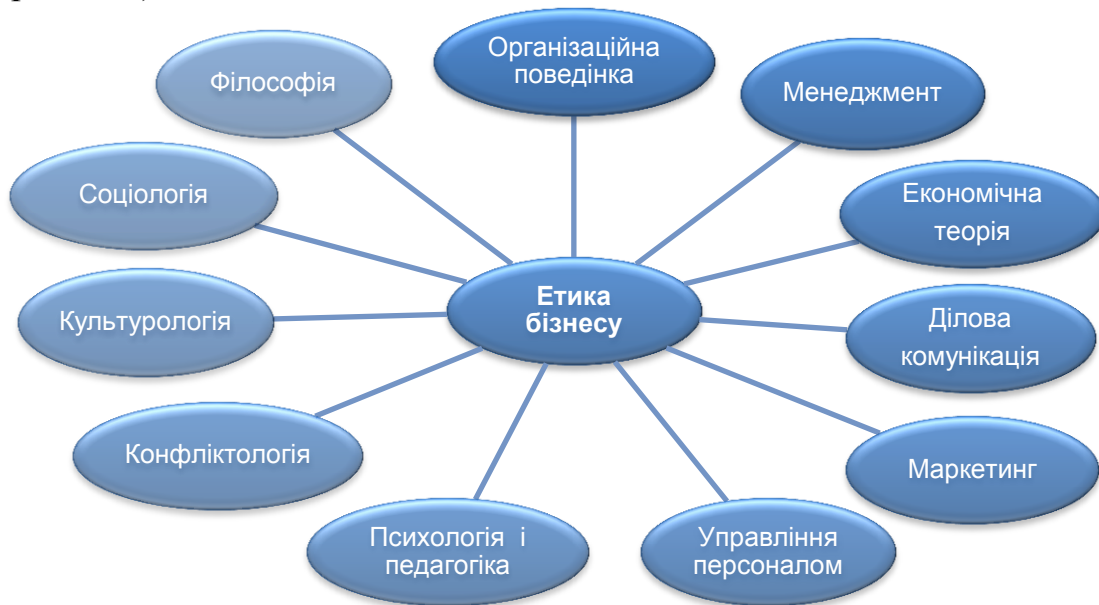 Організаційна
поведінка
Філософія
Менеджмент
Соціологія
Економічна
теорія
Етика
бізнесу
Культурологія
Ділова
комунікація
Конфліктологія
Маркетинг
Психологія і
педагогіка
Управління
персоналом